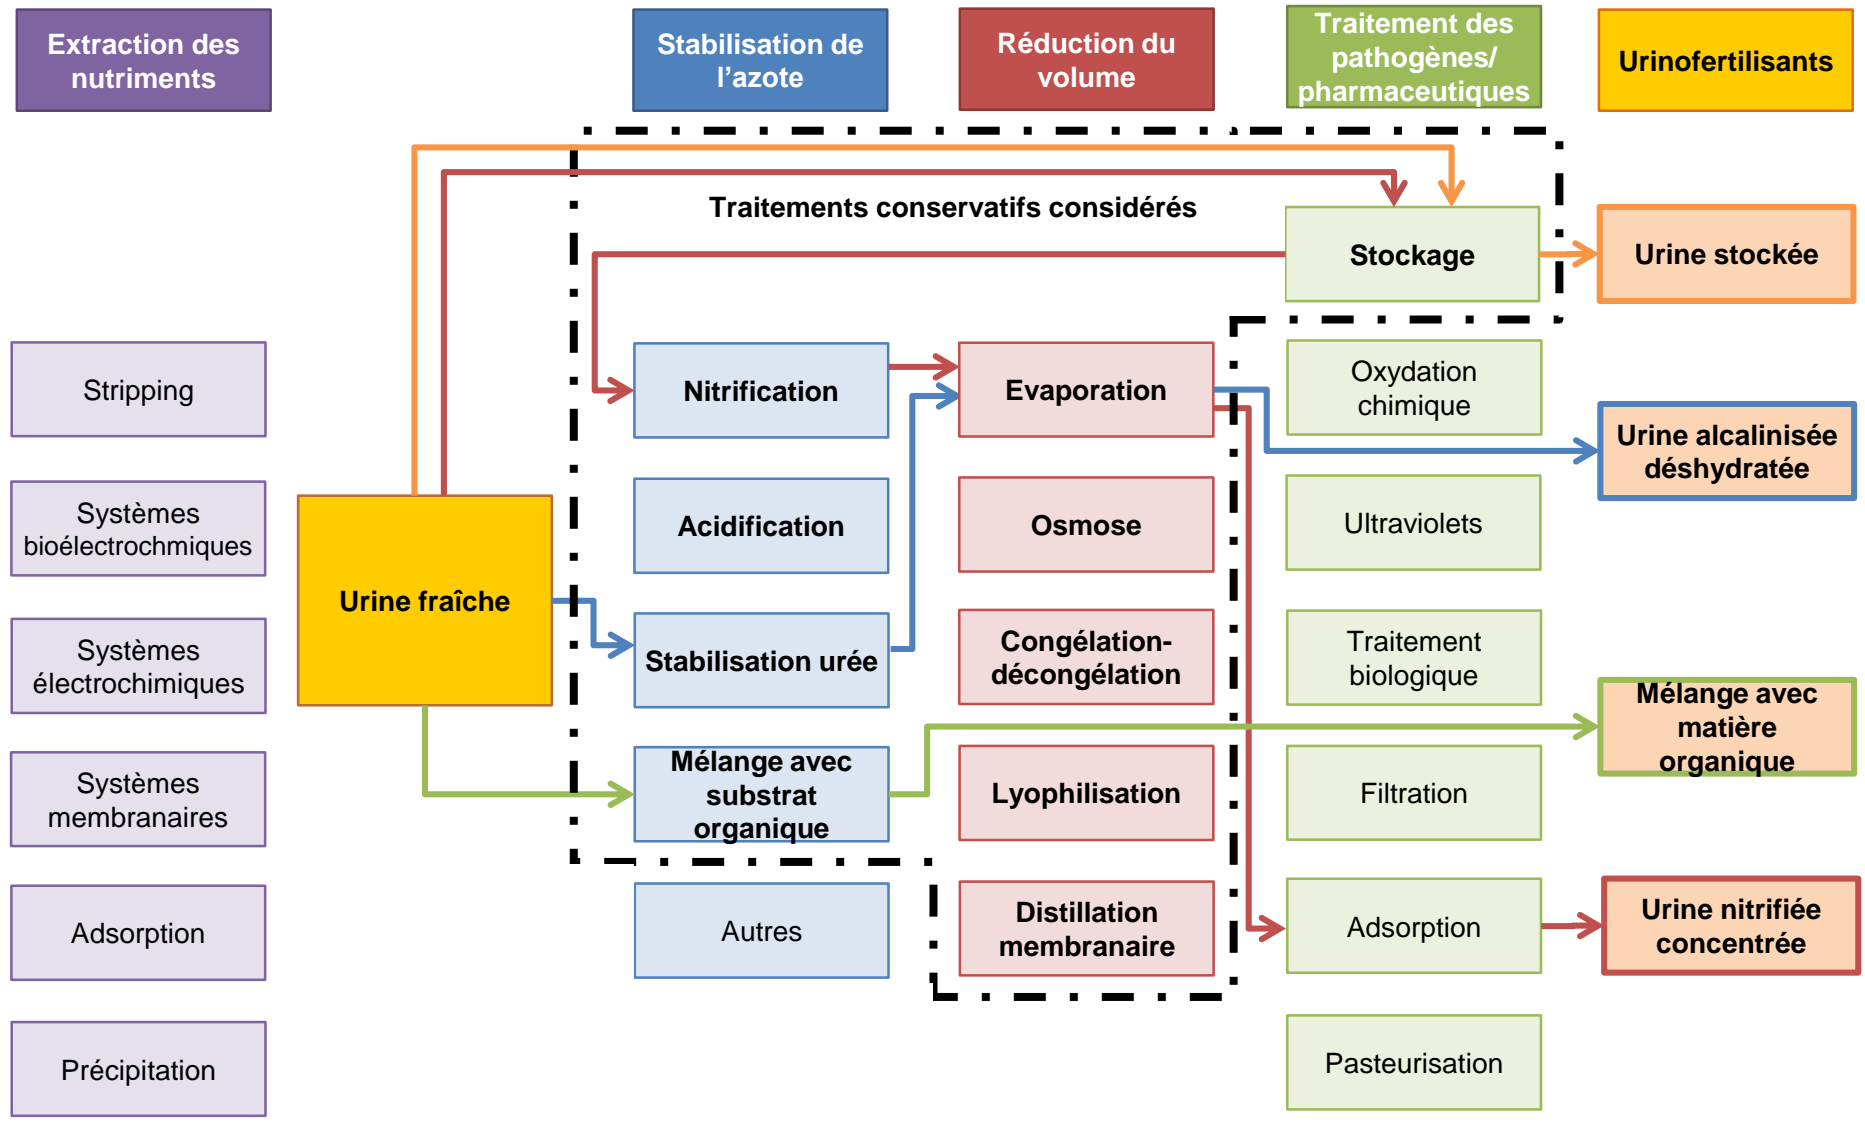 Extraction des
nutriments
Stabilisation de
l'azote
Réduction du
volume
Traitement des
pathogènes/
pharmaceutiques
Urinofertilisants
Traitements conservatifs considérés
Stockage
Urine stockée
Stripping
Nitrification
Evaporation
Oxydation
chimique
Urine alcalinisée
déshydratée
Systèmes
bioélectrochmiques
Urine fraîche
Acidification
Osmose
Ultraviolets
Systèmes
électrochimiques
Stabilisation urée
Congélation-
décongélation
Traitement
biologique
Mélange avec
matière
organique
Systèmes
membranaires
Mélange avec
substrat
organique
Lyophilisation
Filtration
Adsorption
Autres
Distillation
membranaire
Adsorption
Urine nitrifiée
concentrée
Précipitation
Pasteurisation